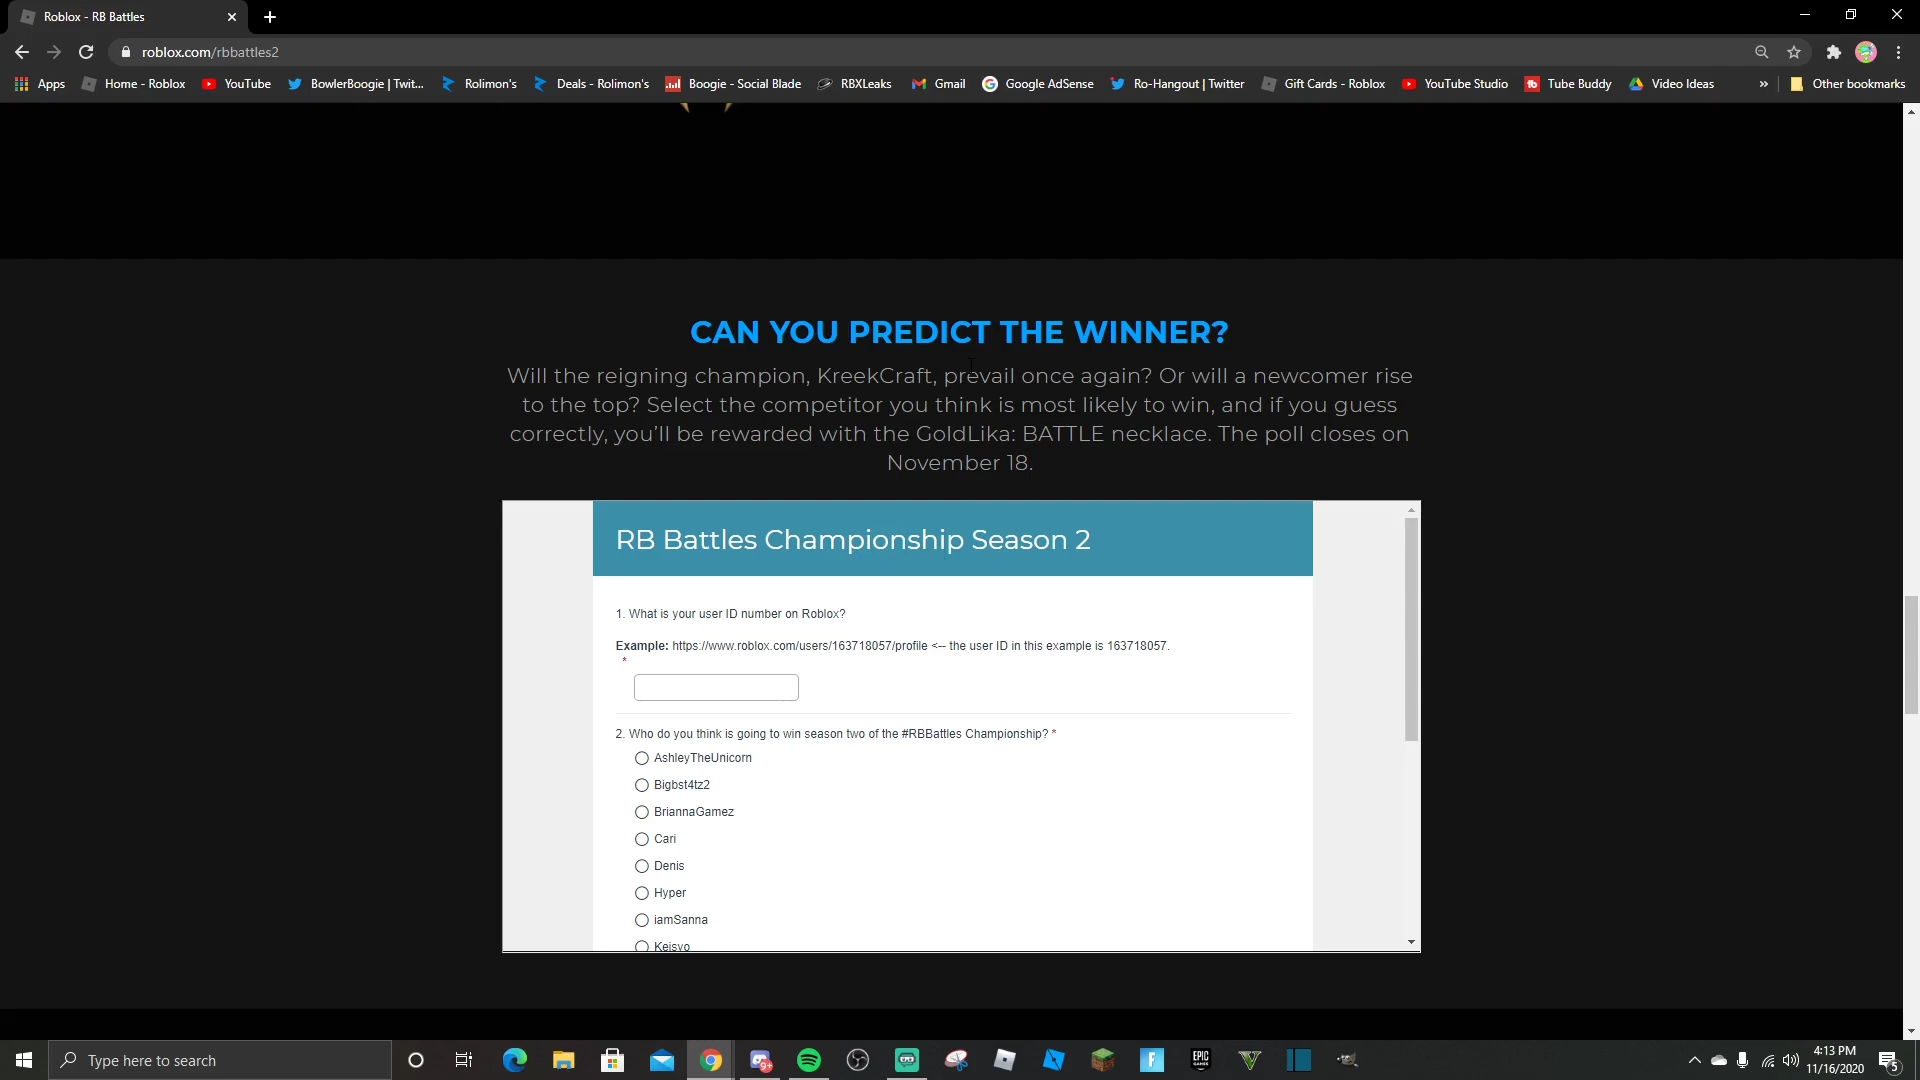 Roblox - RB Battles
roblox.com/rbbattles2
Apps Home - Roblox YouTube BowlerBoogie | Twit... Rolimon's Deals - Rolimon's Boogie - Social Blade RBXLeaks Gmail Google AdSense Ro-Hangout | Twitter Gift Cards - Roblox YouTube Studio Tube Buddy Video Ideas » Other bookmarks
CAN YOU PREDICT THE WINNER?
Will the reigning champion, KreekCraft, prevail once again? Or will a newcomer rise
to the top? Select the competitor you think is most likely to win, and if you guess
correctly, you'll be rewarded with the GoldLika: BATTLE necklace. The poll closes on
November 18.
RB Battles Championship Season 2
1. What is your user ID number on Roblox?
Example: https://www.roblox.com/users/163718057/profile <-- the user ID in this example is 163718057.
*
2. Who do you think is going to win season two of the #RBBattles Championship? *
AshleyTheUnicorn
Bigbst4tz2
BriannaGamez
Cari
Denis
Hyper
iamSanna
Keisyo
Type here to search
9+
EPIC GAMES
4:13 PM
11/16/2020
5